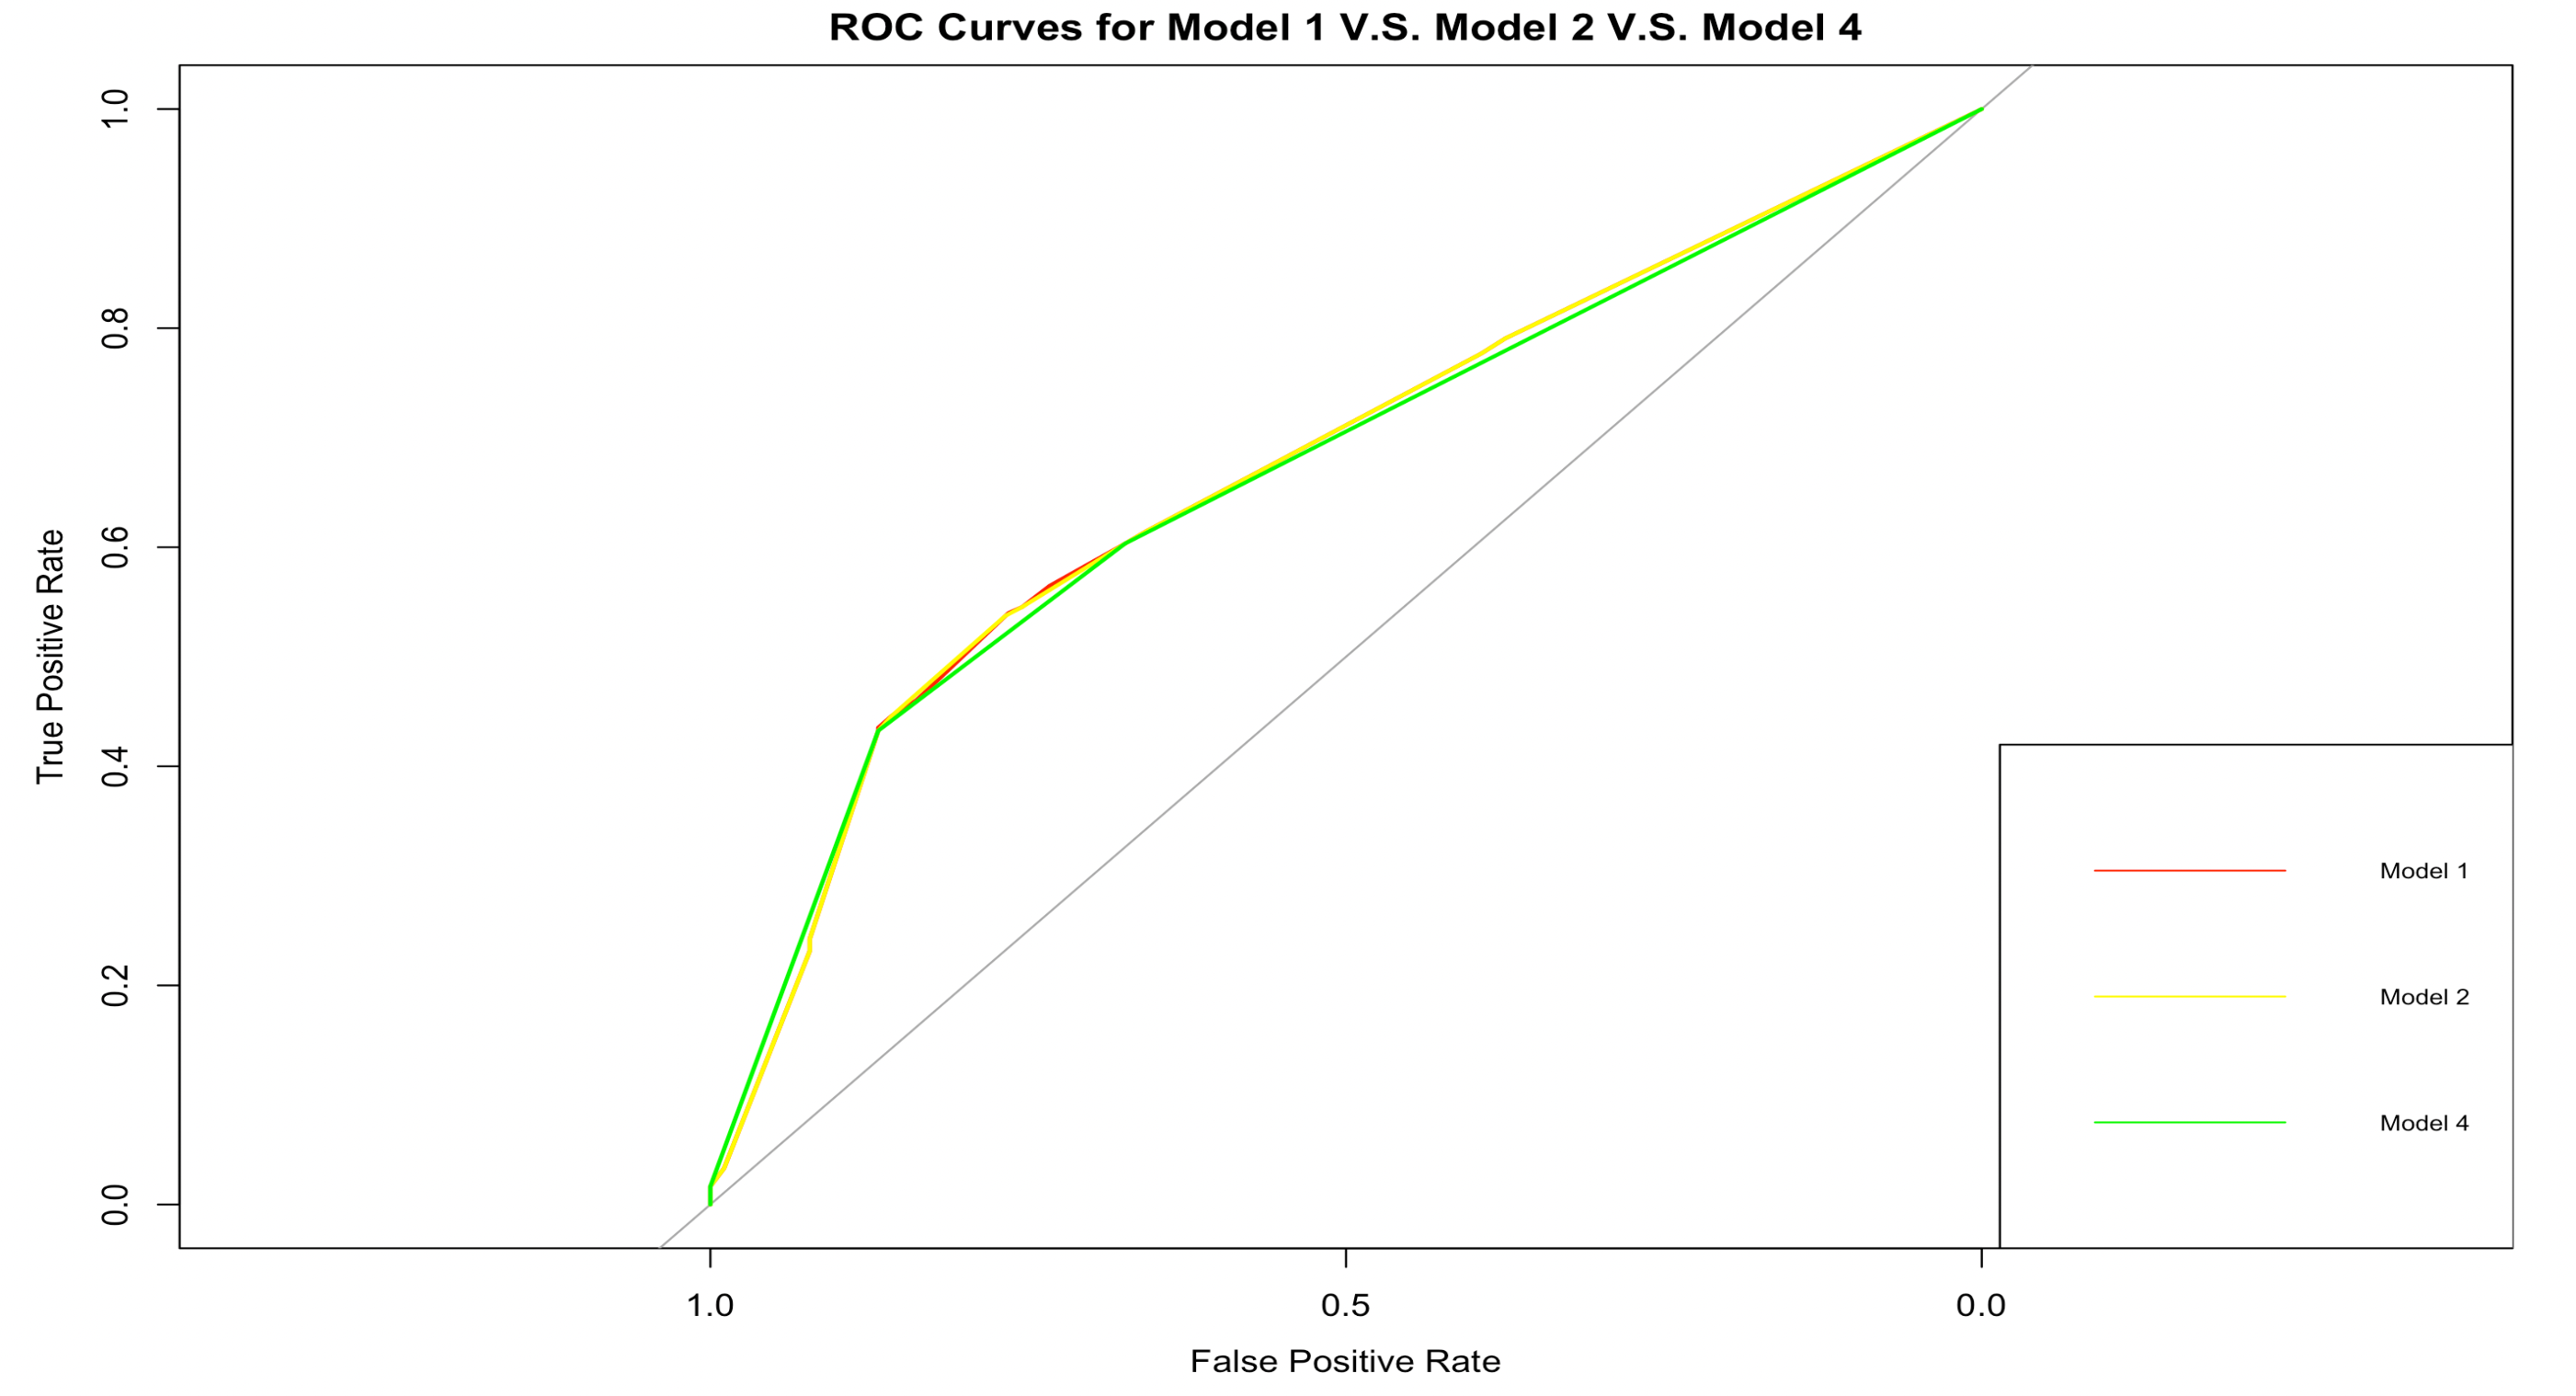 ROC Curves for Model 1 V.S. Model 2 V.S. Model 4
True Positive Rate
1.0
0.8
0.6
0.4
0.2
0.0
Model 1
Model 2
Model 4
1.0 0.5 0.0
False Positive Rate